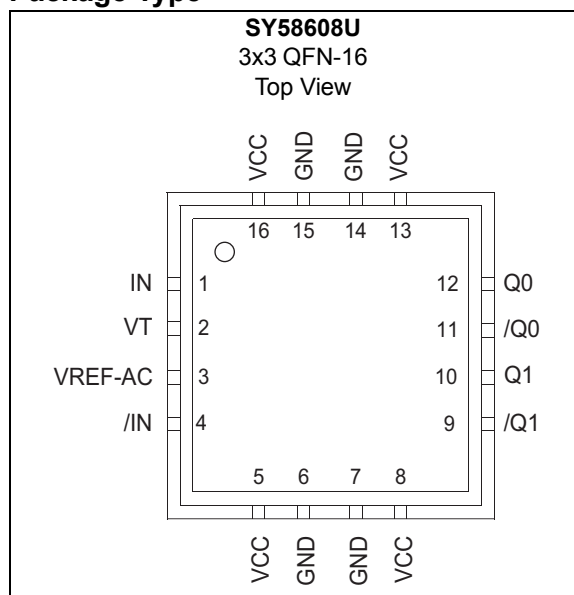 SY58608U
3x3 QFN-16
Top View
VCC GND GND VCC
16 15 14 13
IN 1 12 Q0
VT 2 11 /Q0
VREF-AC 3 10 Q1
/IN 4 9 /Q1
5 6 7 8
VCC GND GND VCC